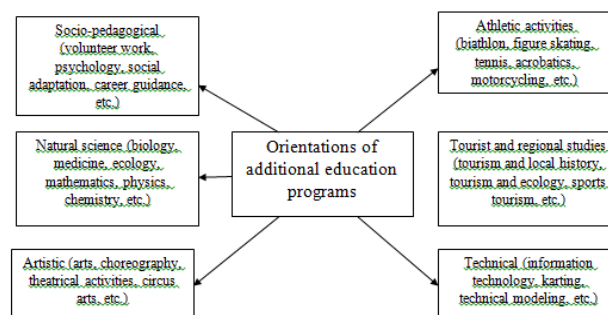 Socio-pedagogical
(volunteer work,
psychology, social
adaptation, career guidance,
etc.)
Athletic activities
(biathlon, figure skating,
tennis, acrobatics,
motorcycling, etc.)
Natural science (biology,
medicine, ecology,
mathematics, physics,
chemistry, etc.)
Orientations of
additional education
programs
Tourist and regional studies
(tourism and local history,
tourism and ecology, sports
tourism, etc.)
Artistic (arts, choreography,
theatrical activities, circus
arts, etc.)
Technical (information
technology, karting,
technical modeling, etc.)